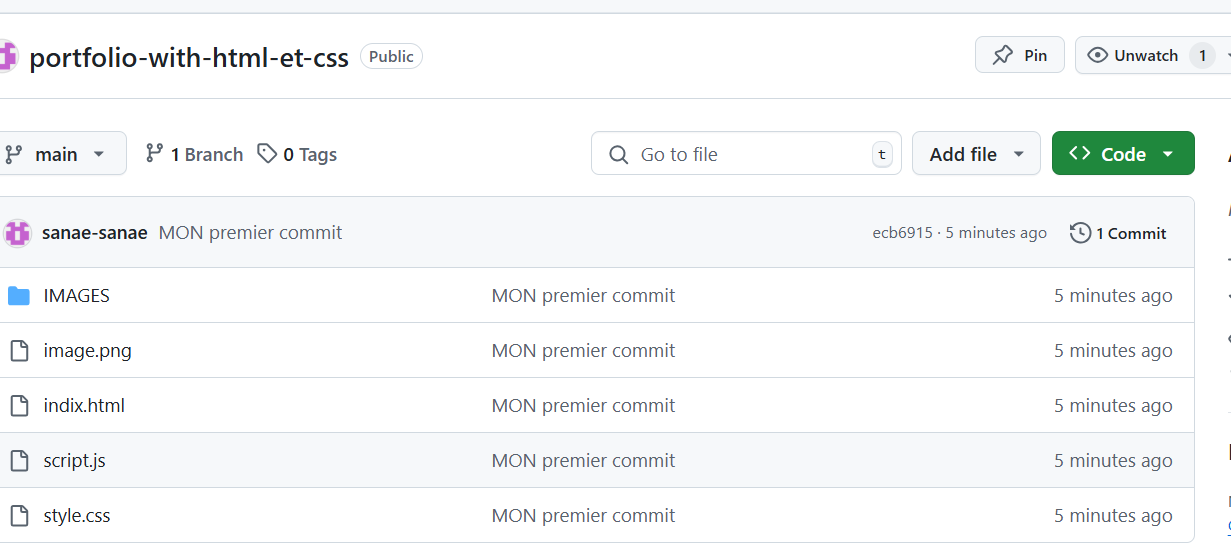 portfolio-with-html-et-css Public Pin Unwatch 1
main 1 Branch 0 Tags Go to file t Add file Code
sanae-sanae MON premier commit ecb6915 · 5 minutes ago 1 Commit
IMAGES MON premier commit 5 minutes ago
image.png MON premier commit 5 minutes ago
indix.html MON premier commit 5 minutes ago
script.js MON premier commit 5 minutes ago
style.css MON premier commit 5 minutes ago